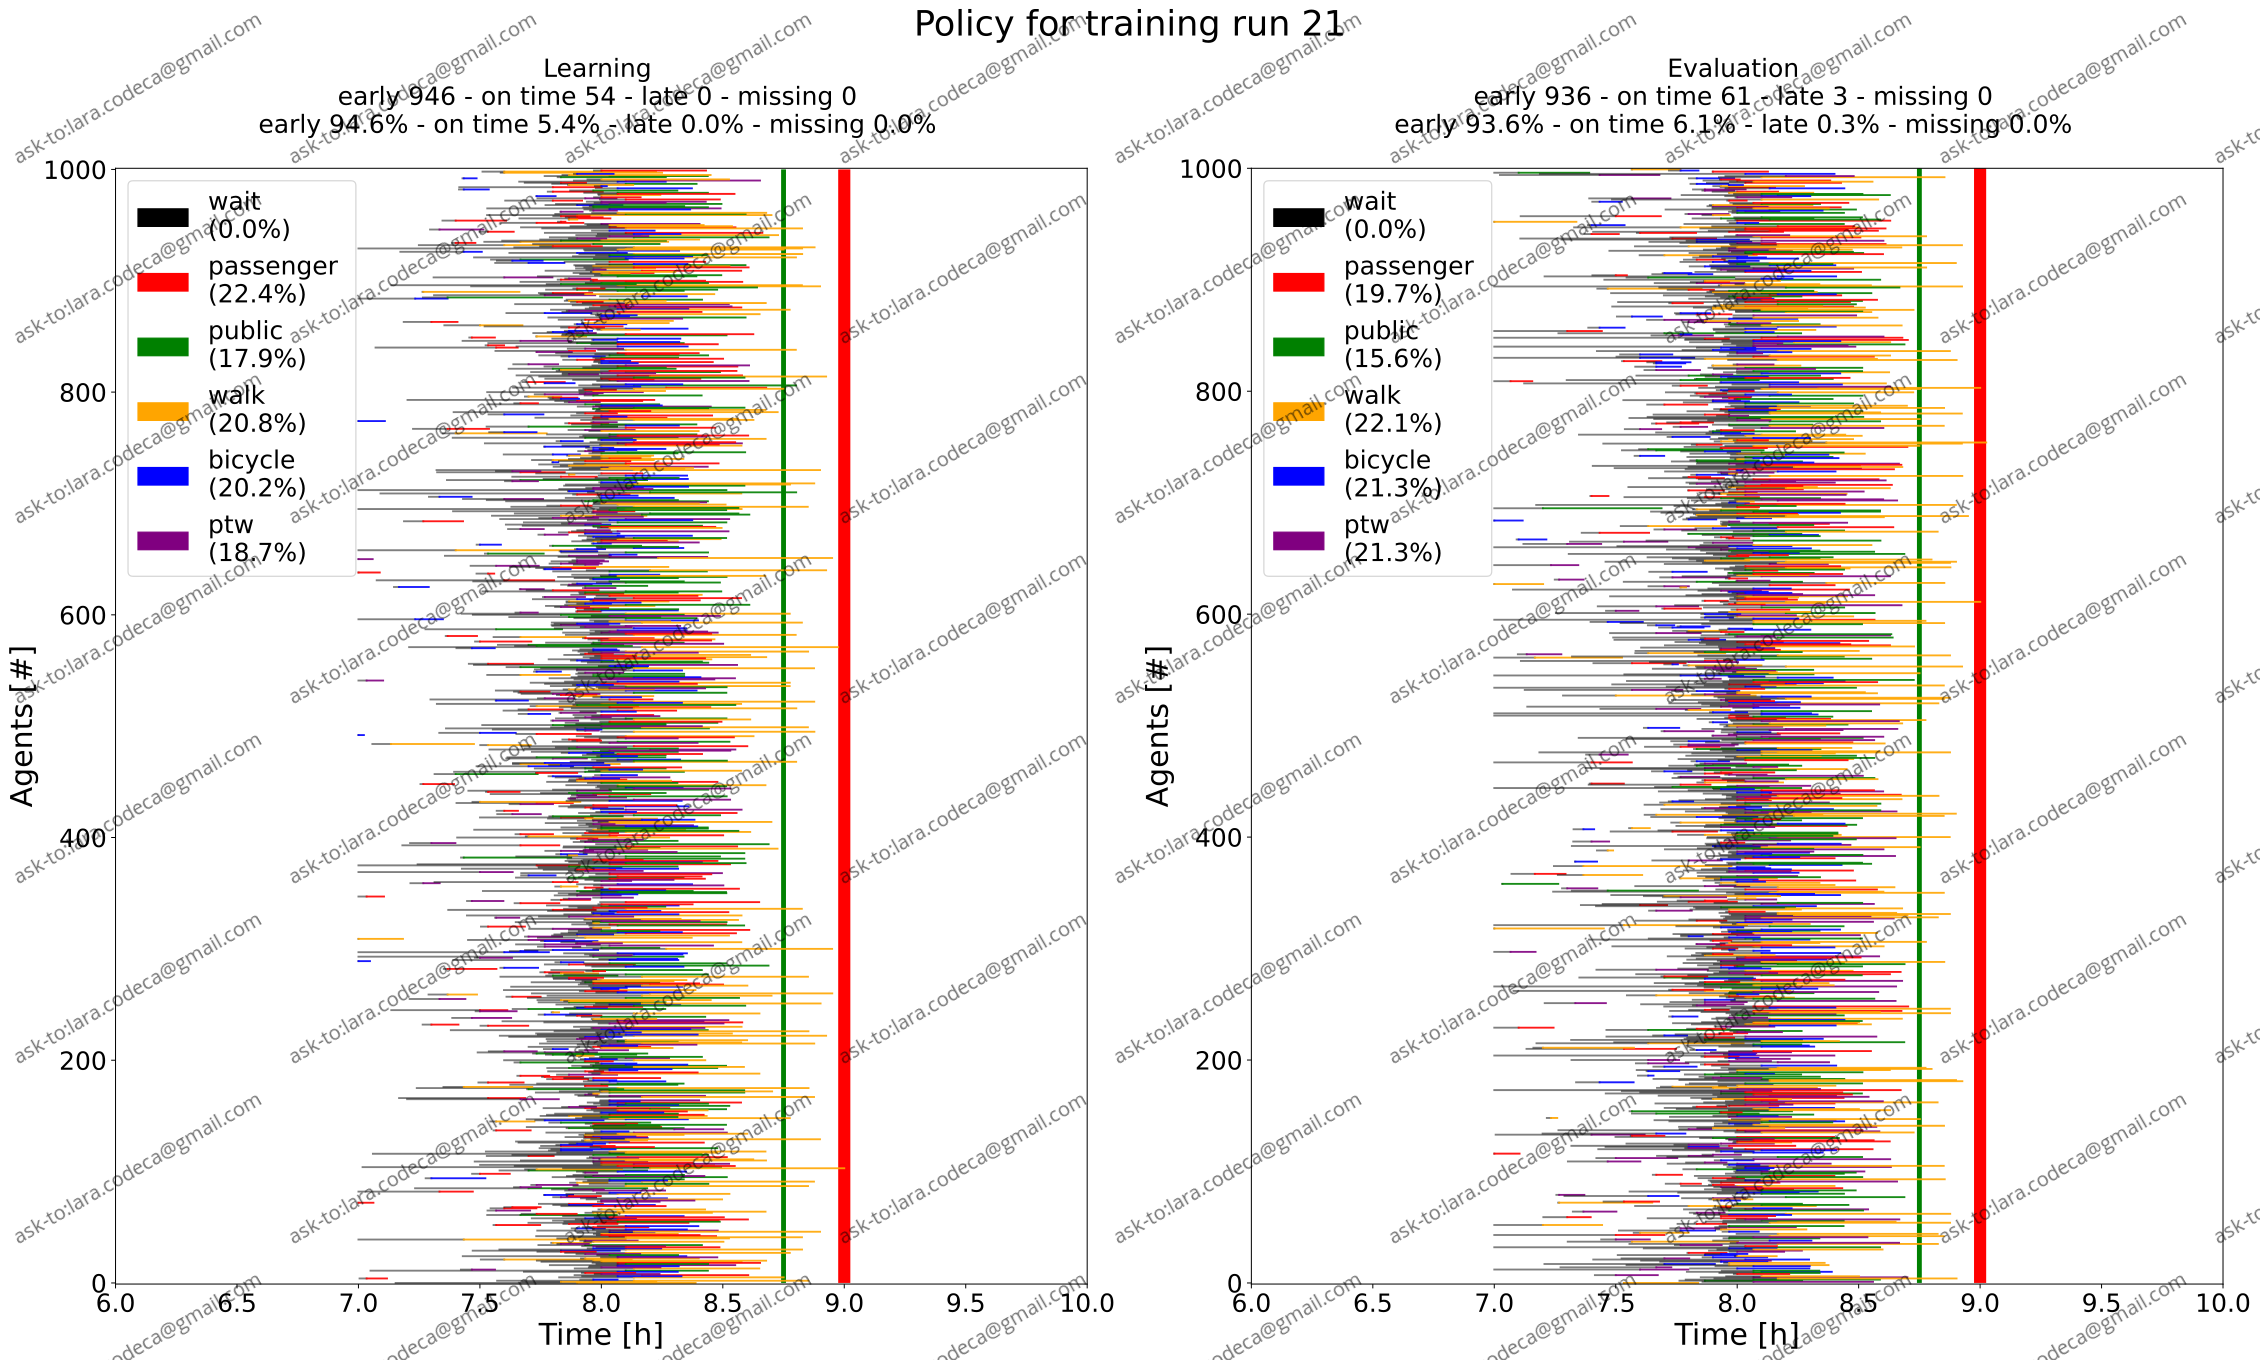 Policy for training run 21
Learning
early 946 - on time 54 - late 0 - missing 0
early 94.6% - on time 5.4% - late 0.0% - missing 0.0%
Agents [#]
1000
800
600
400
200
0
wait
(0.0%)
passenger
(22.4%)
public
(17.9%)
walk
(20.8%)
bicycle
(20.2%)
ptw
(18.7%)
6.0 6.5 7.0 7.5 8.0 8.5 9.0 9.5 10.0
Time [h]
Evaluation
early 936 - on time 61 - late 3 - missing 0
early 93.6% - on time 6.1% - late 0.3% - missing 0.0%
Agents [#]
1000
800
600
400
200
0
wait
(0.0%)
passenger
(19.7%)
public
(15.6%)
walk
(22.1%)
bicycle
(21.3%)
ptw
(21.3%)
6.0 6.5 7.0 7.5 8.0 8.5 9.0 9.5 10.0
Time [h]
ask-to:lara.codeca@gmail.com